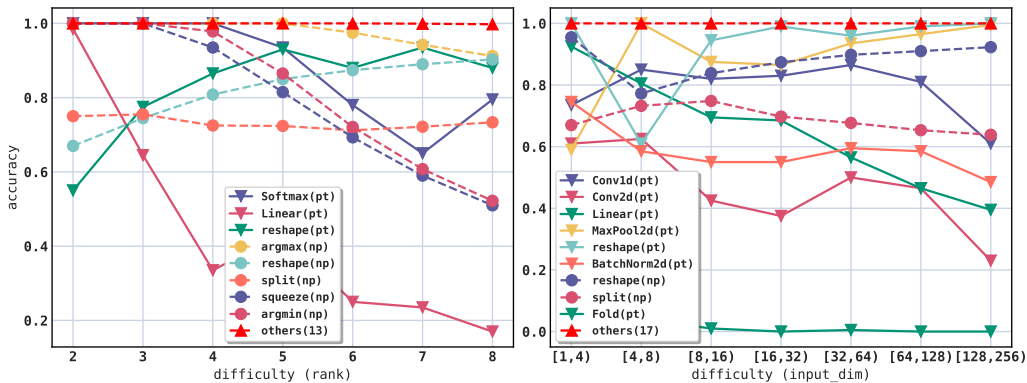 1.0
0.8
0.6
0.4
0.2
accuracy
2 3 4 5 6 7 8
difficulty (rank)
Softmax(pt)
Linear(pt)
reshape(pt)
argmax(np)
reshape(np)
split(np)
squeeze(np)
argmin(np)
others(13)
1.0
0.8
0.6
0.4
0.2
0.0
[1,4) [4,8) [8,16) [16,32) [32,64) [64,128) [128,256)
difficulty (input_dim)
Conv1d(pt)
Conv2d(pt)
Linear(pt)
MaxPool2d(pt)
reshape(pt)
BatchNorm2d(pt)
reshape(np)
split(np)
Fold(pt)
others(17)